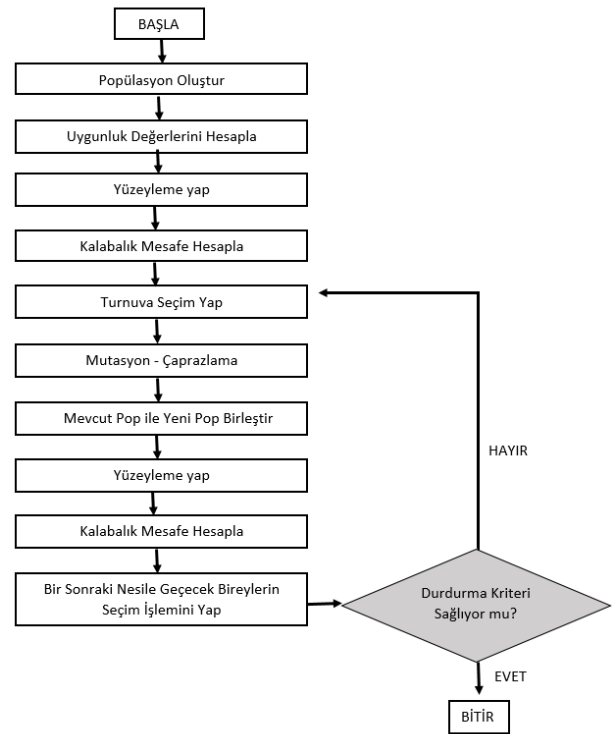 BAŞLA
Popülasyon Oluştur
Uygunluk Değerlerini Hesapla
Yüzeyleme yap
Kalabalık Mesafe Hesapla
Turnuva Seçim Yap
Mutasyon - Çaprazlama
Mevcut Pop ile Yeni Pop Birleştir
Yüzeyleme yap
Kalabalık Mesafe Hesapla
Bir Sonraki Nesile Geçecek Bireylerin
Seçim İşlemini Yap
Durdurma Kriteri
Sağlıyor mu?
HAYIR
EVET
BİTİR